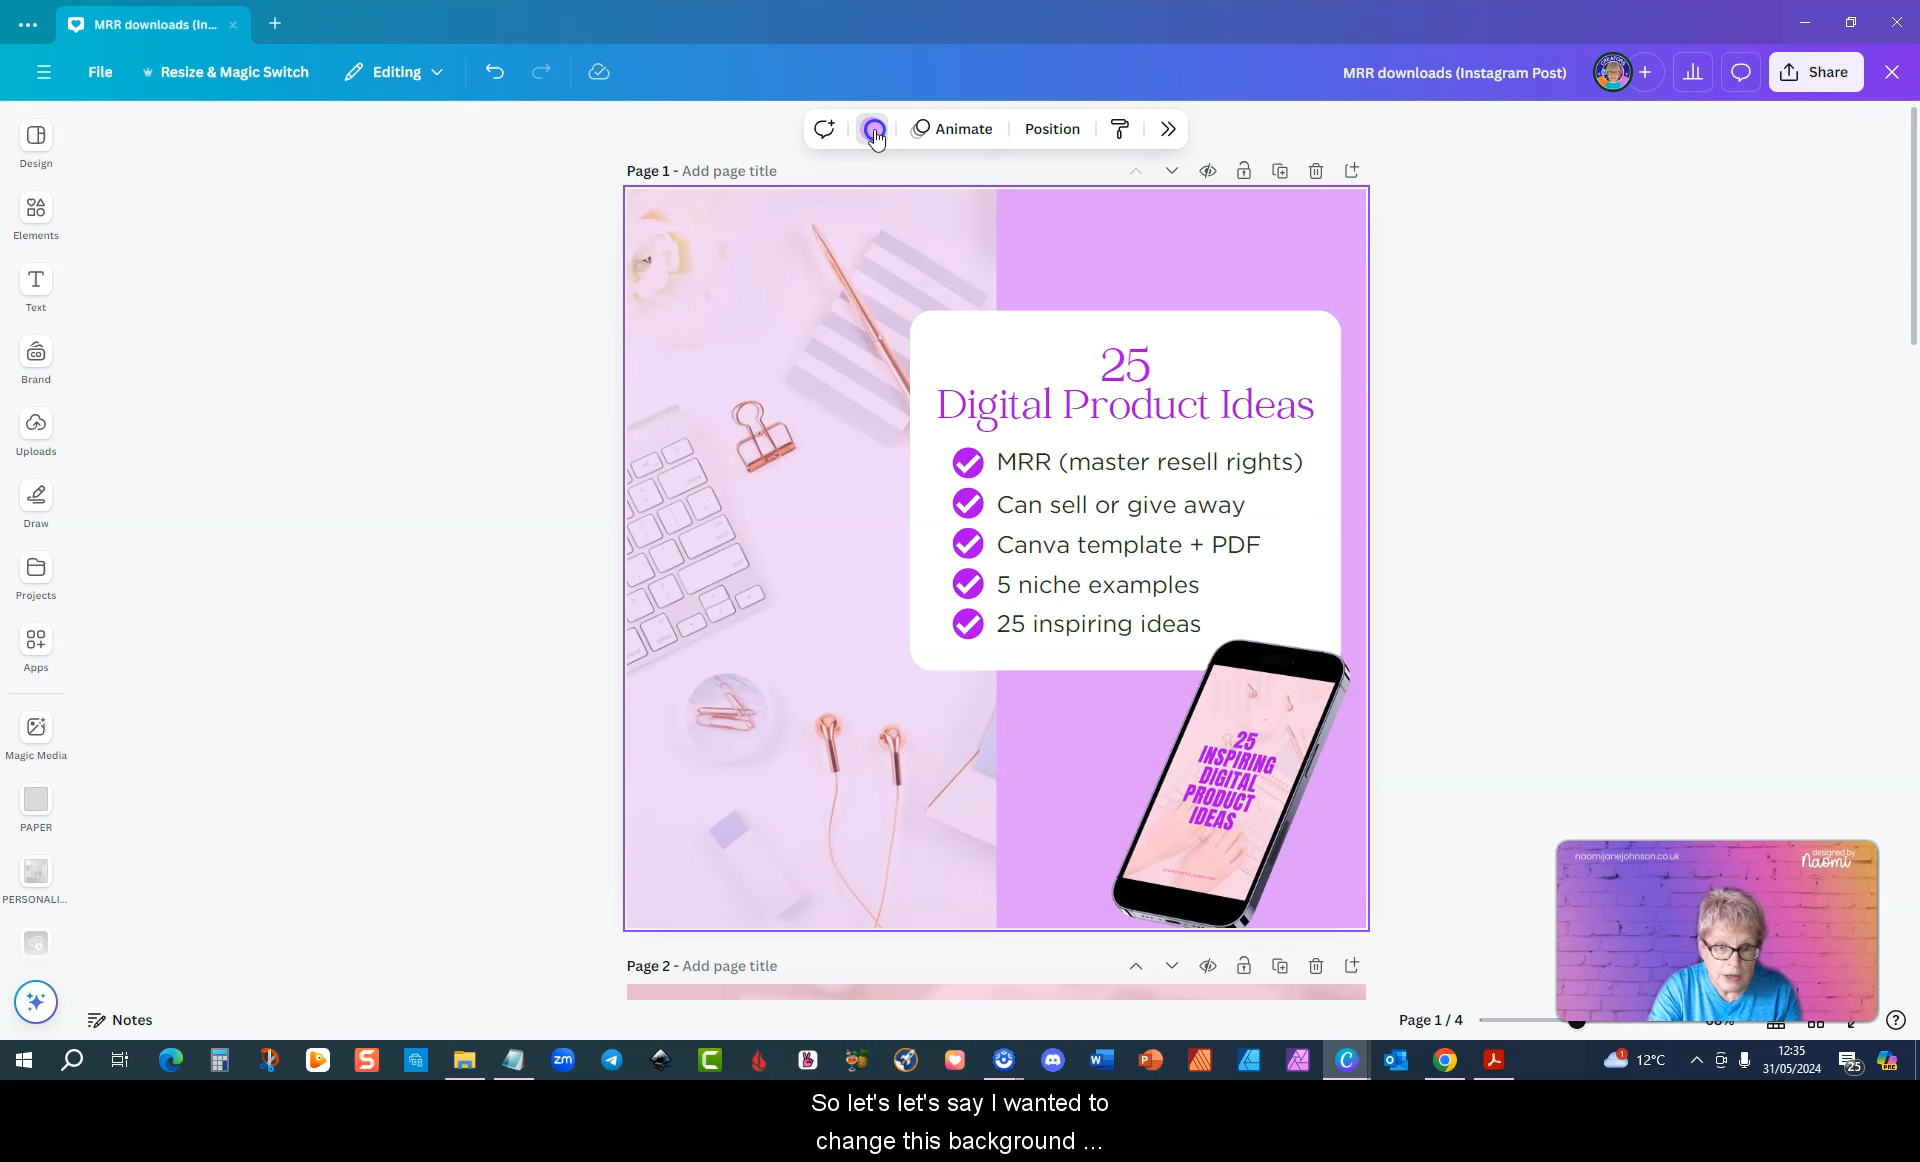 MRR downloads (In...
File
Resize & Magic Switch
Editing
MRR downloads (Instagram Post)
Share
Animate
Position
Design
Elements
Text
Brand
Uploads
Draw
Projects
Apps
Magic Media
PAPER
PERSONALI...
Page 1 - Add page title
25
Digital Product Ideas
MRR (master resell rights)
Can sell or give away
Canva template + PDF
5 niche examples
25 inspiring ideas
25
INSPIRING
DIGITAL
PRODUCT
IDEAS
naomijanejohnson.co.uk
designed by
Naomi
Page 2 - Add page title
Notes
Page 1 / 4
12°C
12:35
31/05/2024
25
So let's let's say I wanted to
change this background ...